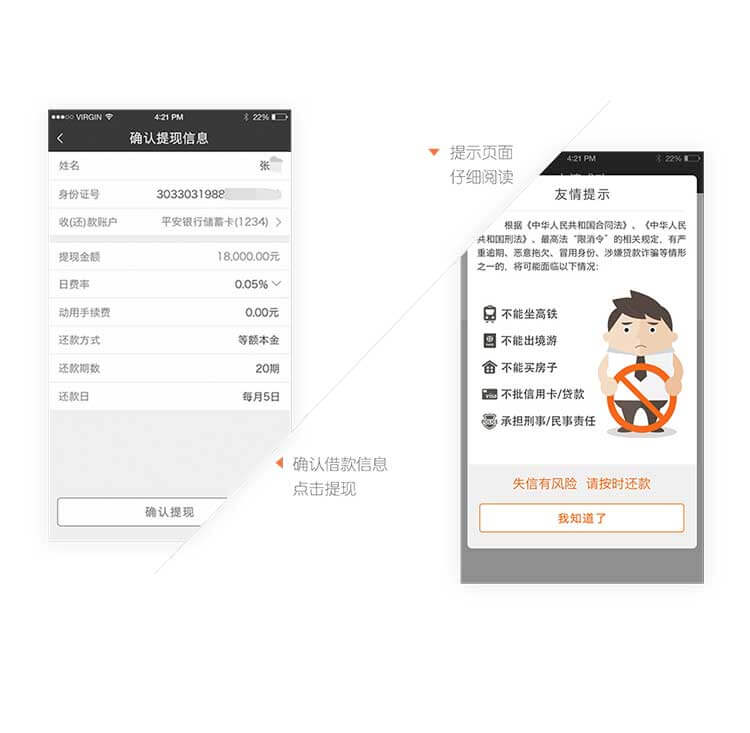 VIRGIN 4:21 PM 22%
确认提现信息
姓名 张
身份证号 3033031988
收(还)款账户 平安银行储蓄卡(1234)
提现金额 18,000.00元
日费率 0.05%
动用手续费 0.00元
还款方式 等额本金
还款期数 20期
还款日 每月5日
确认借款信息
点击提现
确认提现
提示页面
仔细阅读
4:21 PM 22%
友情提示
根据《中华人民共和国合同法》、《中华人民
共和国刑法》、最高法“限消令”的相关规定，有严
重逾期、恶意拖欠、冒用身份、涉嫌贷款诈骗等情形
之一的，将可能面临以下情况：
不能坐高铁
不能出境游
不能买房子
VISA 不批信用卡/贷款
承担刑事/民事责任
失信有风险 请按时还款
我知道了